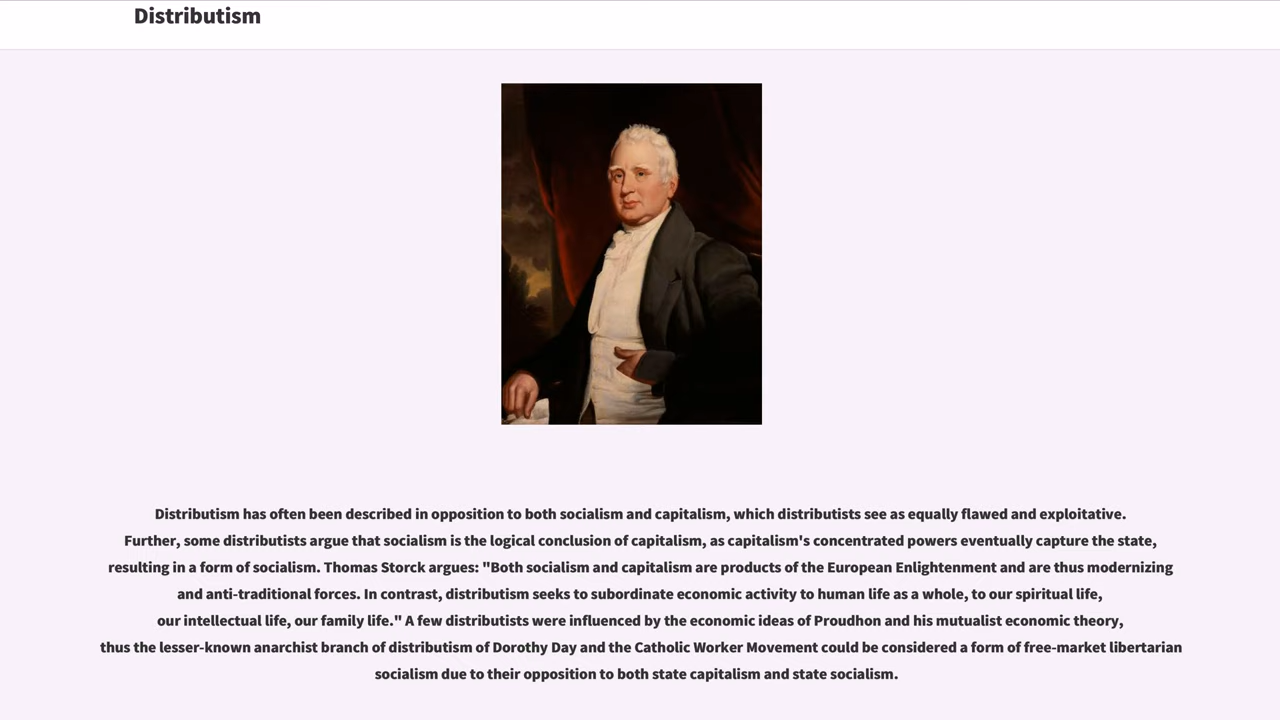 Distributism
Distributism has often been described in opposition to both socialism and capitalism, which distributists see as equally flawed and exploitative.
Further, some distributists argue that socialism is the logical conclusion of capitalism, as capitalism's concentrated powers eventually capture the state,
resulting in a form of socialism. Thomas Storck argues: "Both socialism and capitalism are products of the European Enlightenment and are thus modernizing
and anti-traditional forces. In contrast, distributism seeks to subordinate economic activity to human life as a whole, to our spiritual life,
our intellectual life, our family life." A few distributists were influenced by the economic ideas of Proudhon and his mutualist economic theory,
thus the lesser-known anarchist branch of distributism of Dorothy Day and the Catholic Worker Movement could be considered a form of free-market libertarian
socialism due to their opposition to both state capitalism and state socialism.